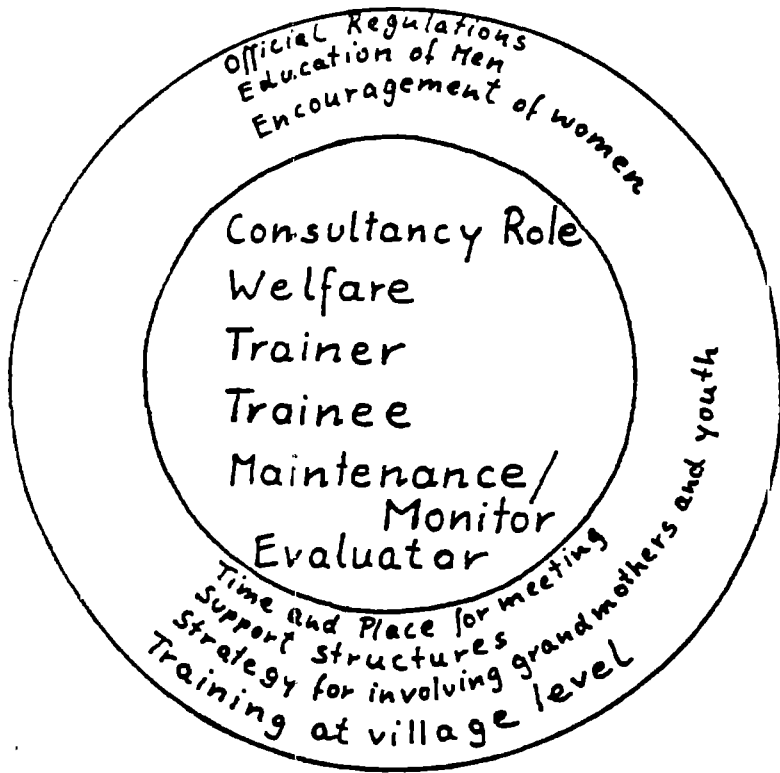 Official Regulations
Education of Men
Encouragement of women
Consultancy Role
Welfare
Trainer
Trainee
Maintenance/
Monitor
Evaluator
Time and Place for meeting
Support structures
Strategy for involving grandmothers and youth
Training at village level